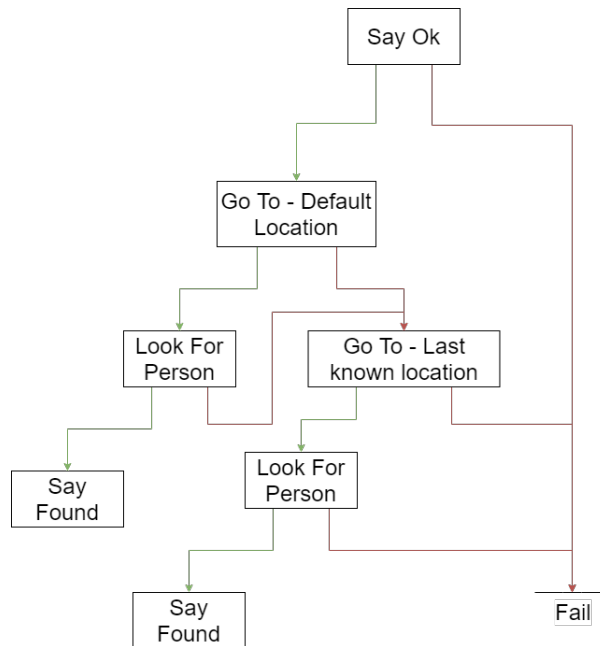 Say Ok
Go To - Default
Location
Look For
Person
Go To - Last
known location
Say
Found
Look For
Person
Say
Found
Fail